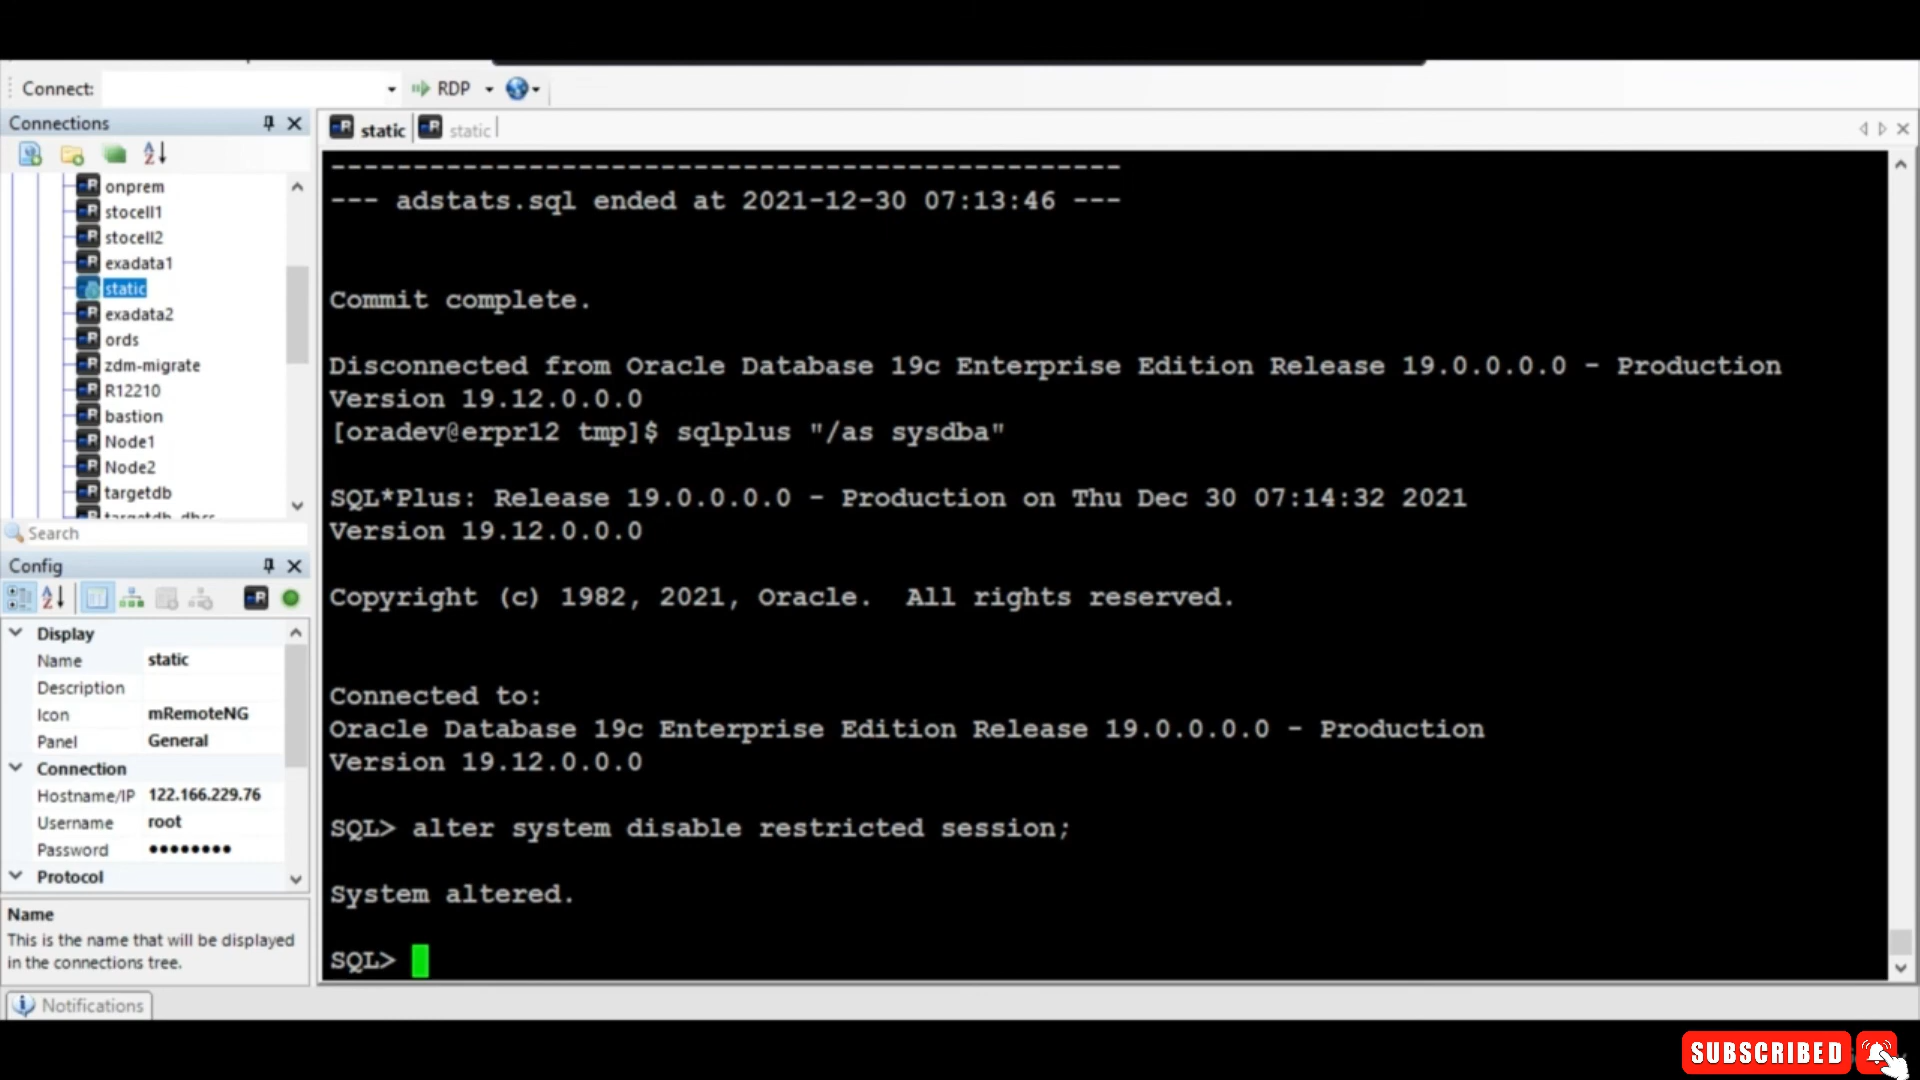 Connect:
RDP
Connections
onprem
stocell1
stocell2
exadata1
static
exadata2
ords
zdm-migrate
R12210
bastion
Node1
Node2
targetdb
Search
Config
Display
Name static
Description
Icon mRemoteNG
Panel General
Connection
Hostname/IP 122.166.229.76
Username root
Password ••••••••
Protocol
Name
This is the name that will be displayed
in the connections tree.
Notifications
static static
------------------------------------------------
--- adstats.sql ended at 2021-12-30 07:13:46 ---
Commit complete.
Disconnected from Oracle Database 19c Enterprise Edition Release 19.0.0.0.0 - Production
Version 19.12.0.0.0
[oradev@erpr12 tmp]$ sqlplus "/as sysdba"
SQL*Plus: Release 19.0.0.0.0 - Production on Thu Dec 30 07:14:32 2021
Version 19.12.0.0.0
Copyright (c) 1982, 2021, Oracle.  All rights reserved.
Connected to:
Oracle Database 19c Enterprise Edition Release 19.0.0.0.0 - Production
Version 19.12.0.0.0
SQL> alter system disable restricted session;
System altered.
SQL>
SUBSCRIBED